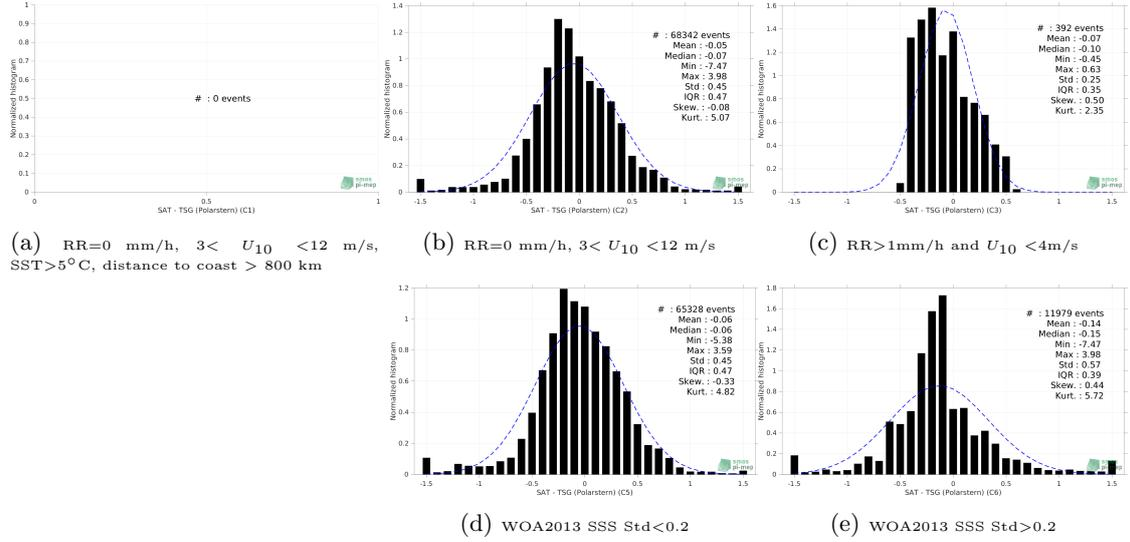 1
0.9
0.8
0.7
0.6
0.5
0.4
0.3
0.2
0.1
0
Normalized histogram
# : 0 events
smos
pi-mep
0 0.5 1
SAT - TSG (Polarstern) (C1)
(a) RR=0 mm/h, 3< U10 <12 m/s,
SST>5°C, distance to coast > 800 km
1.4
1.2
1
0.8
0.6
0.4
0.2
0
Normalized histogram
# : 68342 events
Mean : -0.05
Median : -0.07
Min : -7.47
Max : 3.98
Std : 0.45
IQR : 0.47
Skew. : -0.08
Kurt. : 5.07
smos
pi-mep
-1.5 -1 -0.5 0 0.5 1 1.5
SAT - TSG (Polarstern) (C2)
(b) RR=0 mm/h, 3< U10 <12 m/s
1.6
1.4
1.2
1
0.8
0.6
0.4
0.2
0
Normalized histogram
# : 392 events
Mean : -0.07
Median : -0.10
Min : -0.45
Max : 0.63
Std : 0.25
IQR : 0.35
Skew. : 0.50
Kurt. : 2.35
smos
pi-mep
-1.5 -1 -0.5 0 0.5 1 1.5
SAT - TSG (Polarstern) (C3)
(c) RR>1mm/h and U10 <4m/s
1.2
1
0.8
0.6
0.4
0.2
0
Normalized histogram
# : 65328 events
Mean : -0.06
Median : -0.06
Min : -5.38
Max : 3.59
Std : 0.45
IQR : 0.47
Skew. : -0.33
Kurt. : 4.82
smos
pi-mep
-1.5 -1 -0.5 0 0.5 1 1.5
SAT - TSG (Polarstern) (C5)
(d) WOA2013 SSS Std<0.2
1.8
1.6
1.4
1.2
1
0.8
0.6
0.4
0.2
0
Normalized histogram
# : 11979 events
Mean : -0.14
Median : -0.15
Min : -7.47
Max : 3.98
Std : 0.57
IQR : 0.39
Skew. : 0.44
Kurt. : 5.72
smos
pi-mep
-1.5 -1 -0.5 0 0.5 1 1.5
SAT - TSG (Polarstern) (C6)
(e) WOA2013 SSS Std>0.2